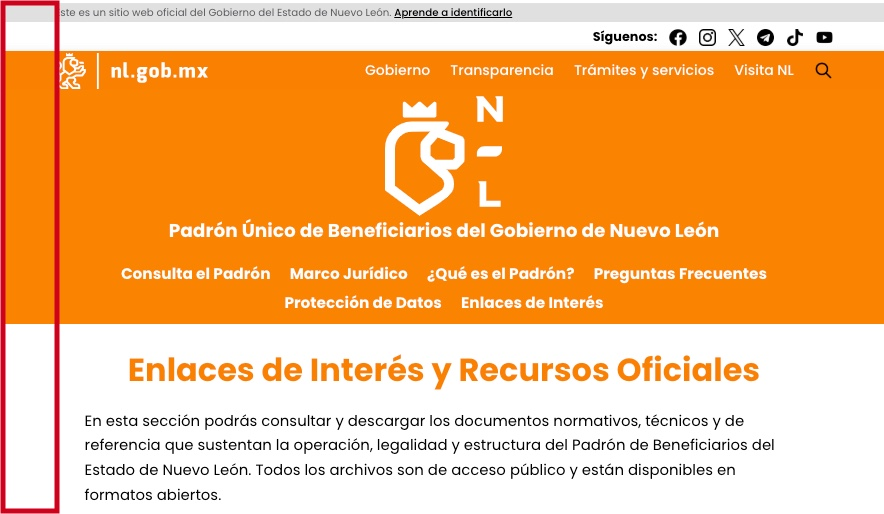 ste es un sitio web oficial del Gobierno del Estado de Nuevo León. Aprende a identificarlo
Síguenos:
nl.gob.mx
Gobierno Transparencia Trámites y servicios Visita NL
N
L
Padrón Único de Beneficiarios del Gobierno de Nuevo León
Consulta el Padrón Marco Jurídico ¿Qué es el Padrón? Preguntas Frecuentes
Protección de Datos Enlaces de Interés
Enlaces de Interés y Recursos Oficiales
En esta sección podrás consultar y descargar los documentos normativos, técnicos y de
referencia que sustentan la operación, legalidad y estructura del Padrón de Beneficiarios del
Estado de Nuevo León. Todos los archivos son de acceso público y están disponibles en
formatos abiertos.